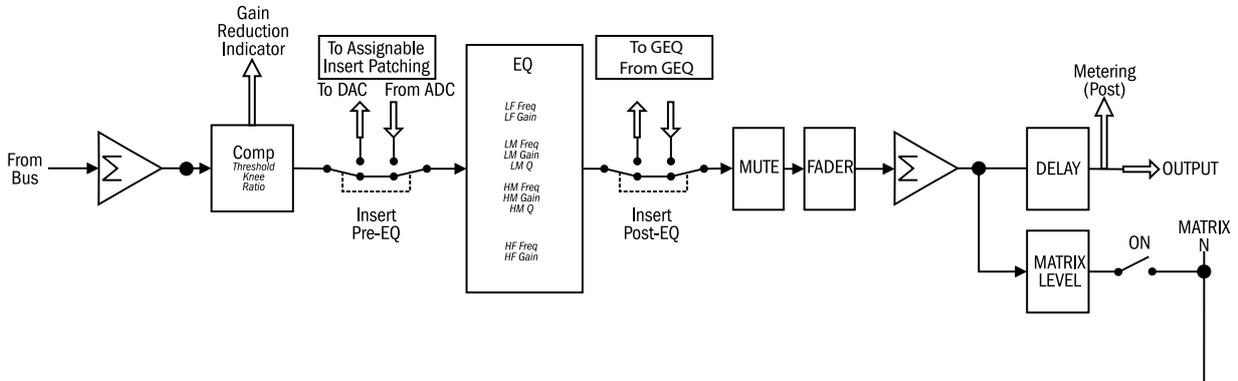 Gain
Reduction
Indicator
To Assignable
Insert Patching
To DAC From ADC
From
Bus
Σ
Comp
Threshold
Knee
Ratio
Insert
Pre-EQ
EQ
LF Freq
LF Gain
LM Freq
LM Gain
LM Q
HM Freq
HM Gain
HM Q
HF Freq
HF Gain
To GEQ
From GEQ
Insert
Post-EQ
MUTE
FADER
Σ
DELAY
Metering
(Post)
OUTPUT
MATRIX
LEVEL
ON
MATRIX
N